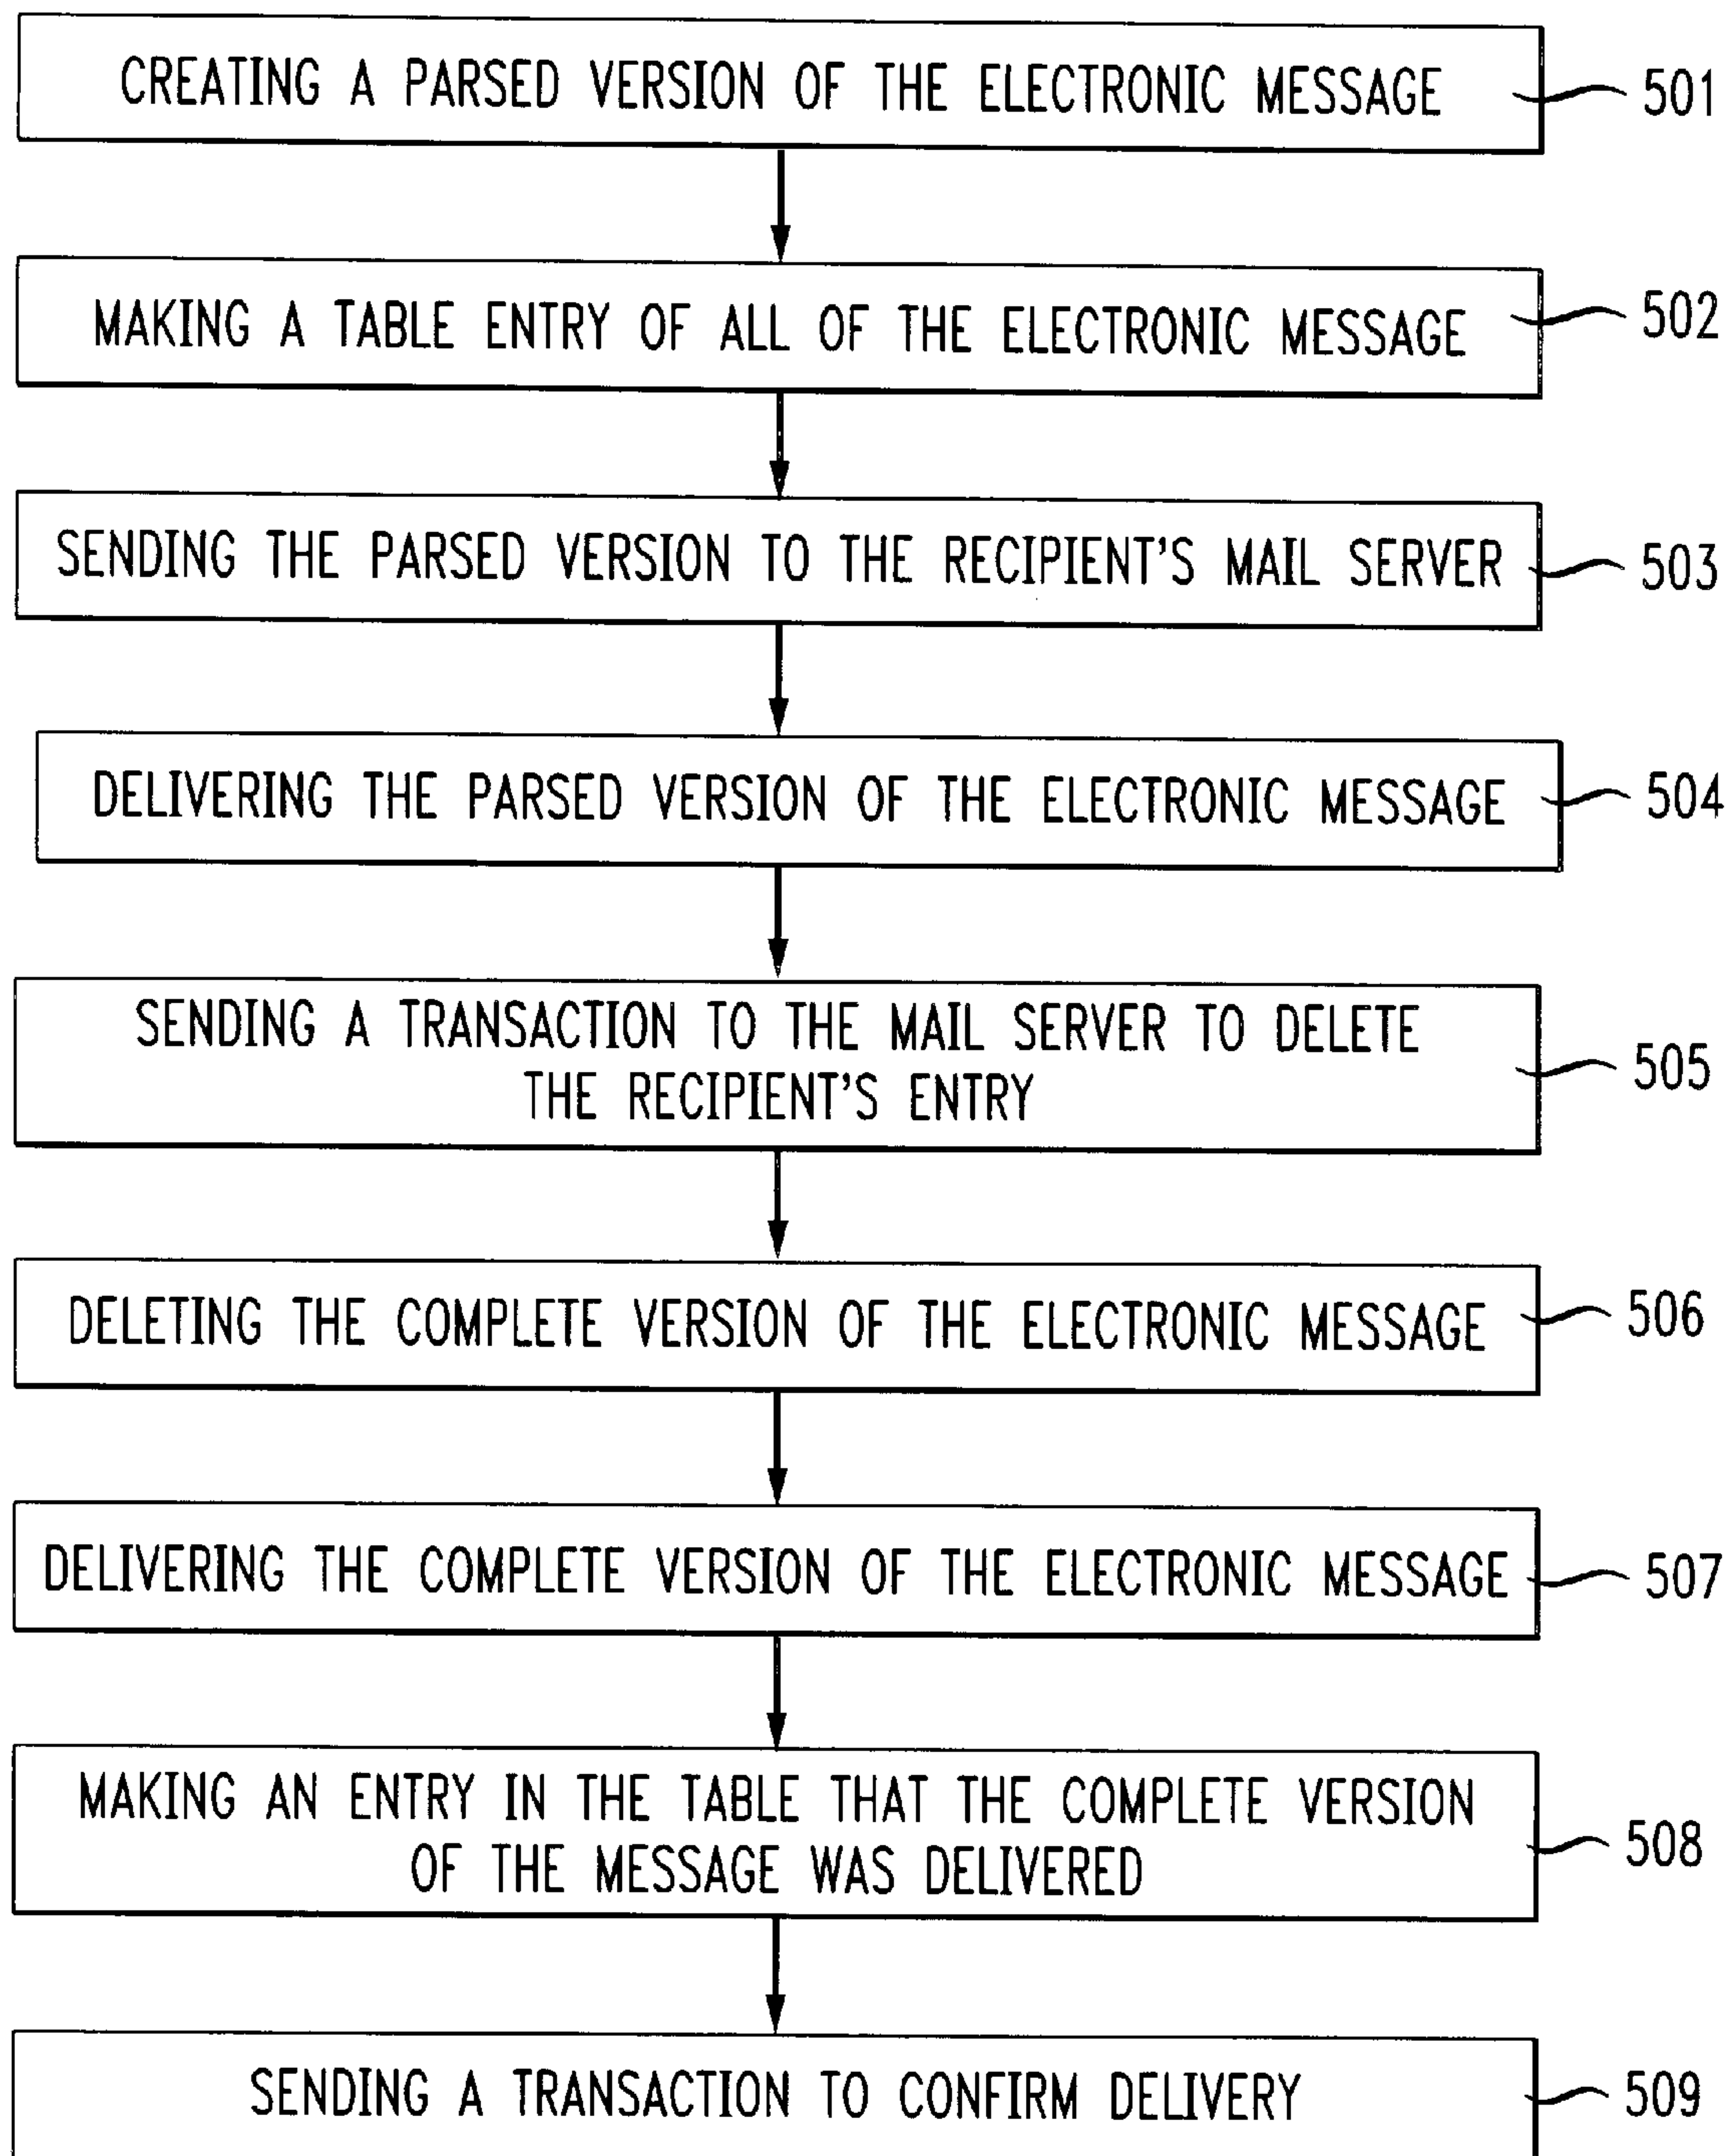 CREATING A PARSED VERSION OF THE ELECTRONIC MESSAGE 501
MAKING A TABLE ENTRY OF ALL OF THE ELECTRONIC MESSAGE 502
SENDING THE PARSED VERSION TO THE RECIPIENT'S MAIL SERVER 503
DELIVERING THE PARSED VERSION OF THE ELECTRONIC MESSAGE 504
SENDING A TRANSACTION TO THE MAIL SERVER TO DELETE
THE RECIPIENT'S ENTRY
505
DELETING THE COMPLETE VERSION OF THE ELECTRONIC MESSAGE 506
DELIVERING THE COMPLETE VERSION OF THE ELECTRONIC MESSAGE 507
MAKING AN ENTRY IN THE TABLE THAT THE COMPLETE VERSION
OF THE MESSAGE WAS DELIVERED
508
SENDING A TRANSACTION TO CONFIRM DELIVERY 509